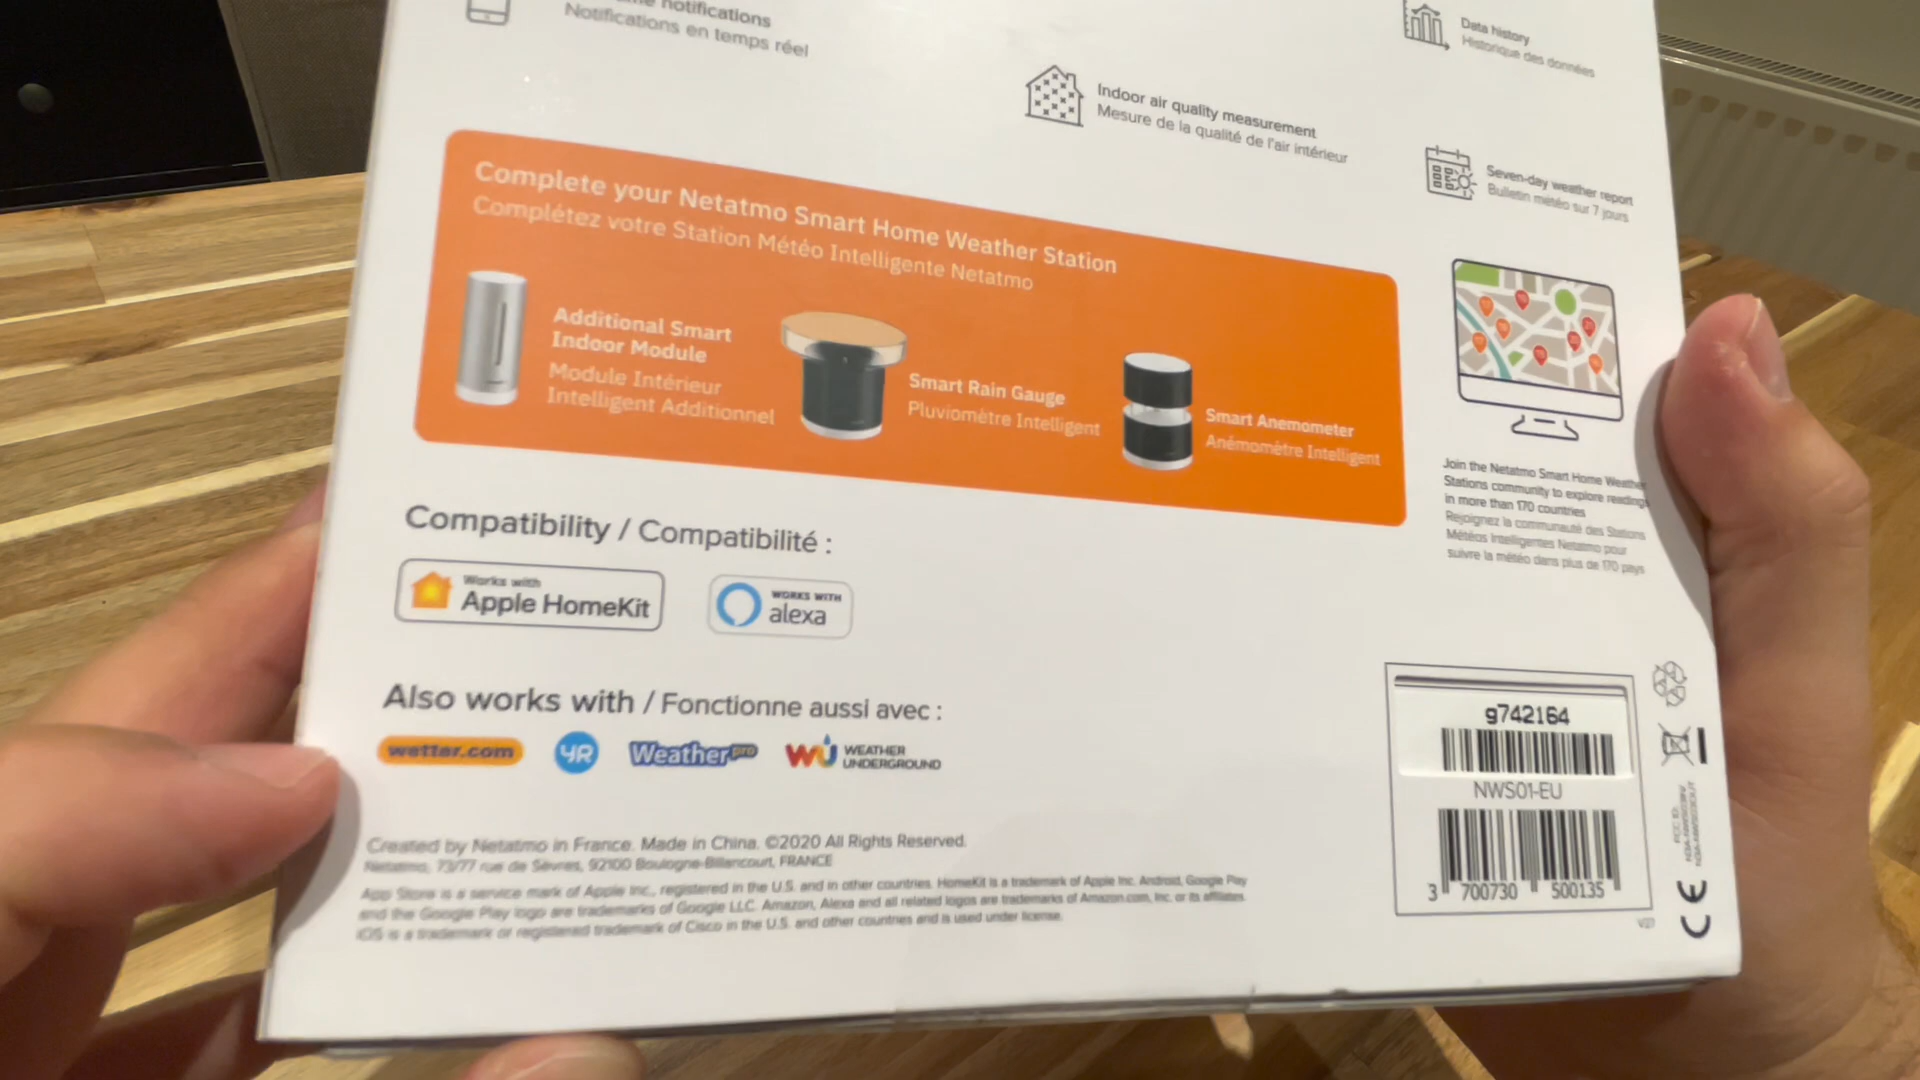 notifications
Notifications en temps réel
Data history
Historique des données
Indoor air quality measurement
Mesure de la qualité de l'air intérieur
Seven-day weather report
Bulletin météo sur 7 jours
Complete your Netatmo Smart Home Weather Station
Complétez votre Station Météo Intelligente Netatmo
Additional Smart
Indoor Module
Module Intérieur
Intelligent Additionnel
Smart Rain Gauge
Pluviomètre Intelligent
Smart Anemometer
Anémomètre Intelligent
Join the Netatmo Smart Home Weather
Stations community to explore readings
in more than 170 countries
Rejoignez la communauté des Stations
Météos Intelligentes Netatmo pour
suivre la météo dans plus de 170 pays
Compatibility / Compatibilité :
Works with
Apple HomeKit
WORKS WITH
alexa
Also works with / Fonctionne aussi avec :
wetter.com
YR
Weather pro
WU WEATHER
UNDERGROUND
g742164
NWS01-EU
3 700730 500135
V27
FCC ID:
CE
Created by Netatmo in France. Made in China. ©2020 All Rights Reserved.
Netatmo, 73/77 rue de Sèvres, 92100 Boulogne-Billancourt, FRANCE
App Store is a service mark of Apple Inc., registered in the U.S. and in other countries. HomeKit is a trademark of Apple Inc. Android, Google Play
and the Google Play logo are trademarks of Google LLC. Amazon, Alexa and all related logos are trademarks of Amazon.com, Inc. or its affiliates.
iOS is a trademark or registered trademark of Cisco in the U.S. and other countries and is used under license.